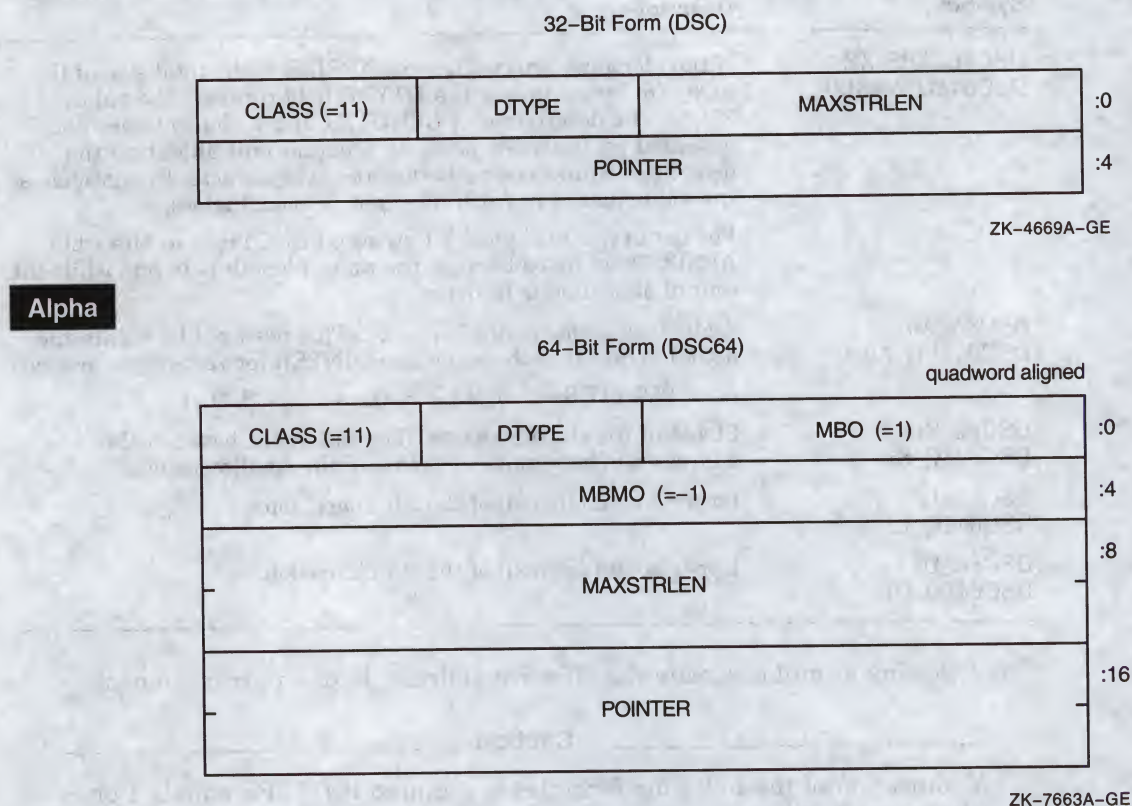 32–Bit Form (DSC)
CLASS (=11) DTYPE MAXSTRLEN :0
POINTER :4
ZK–4669A–GE
Alpha
64–Bit Form (DSC64)
quadword aligned
CLASS (=11) DTYPE MBO (=1) :0
MBMO (=–1) :4
MAXSTRLEN :8
POINTER :16
ZK–7663A–GE